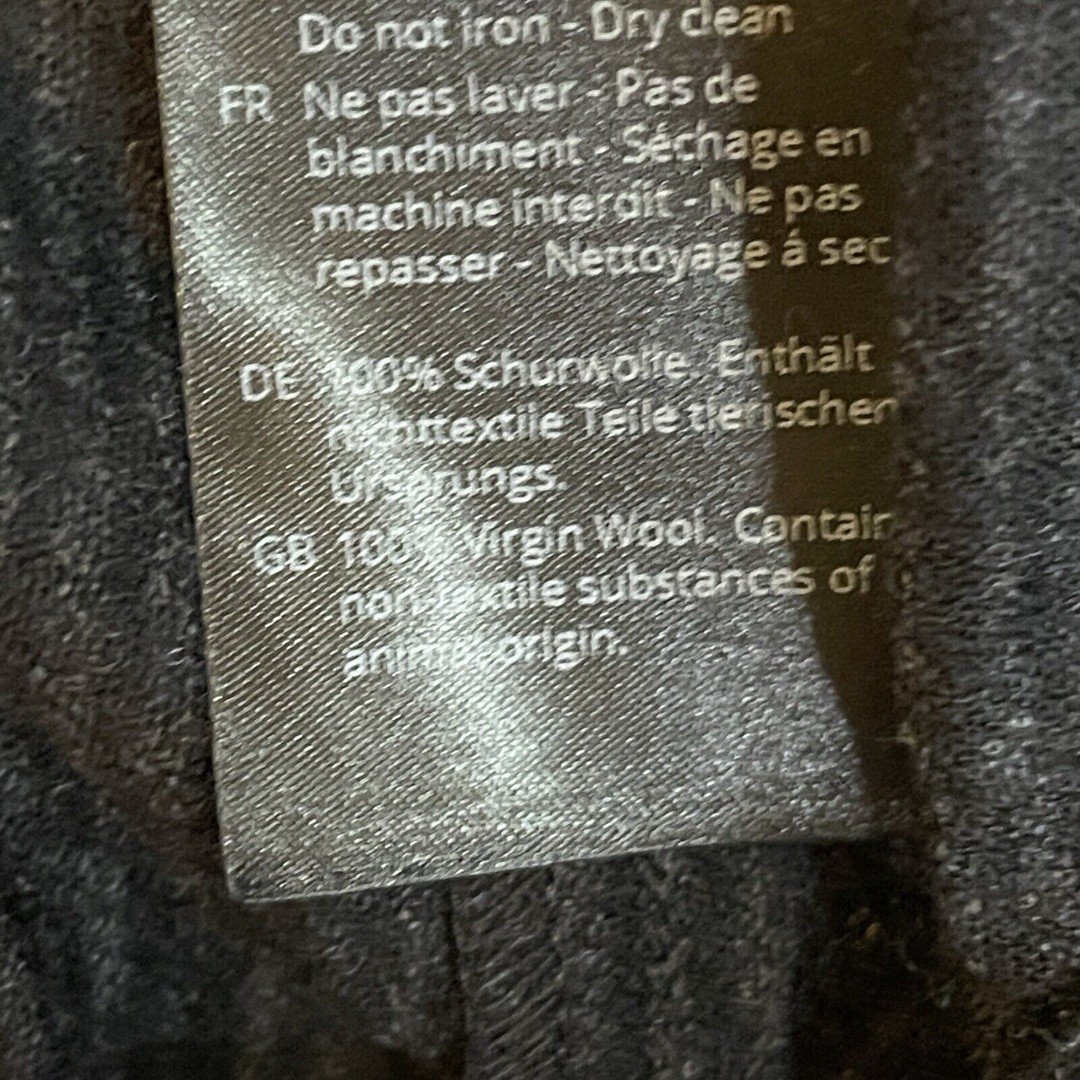 Do not iron - Dry clean
FR Ne pas laver - Pas de
blanchiment - Séchage en
machine interdit - Ne pas
repasser - Nettoyage á sec
DE 100% Schurwolle. Enthält
nichttextile Teile tierischen
Ursprungs.
GB 100% Virgin Wool. Contain
non-textile substances of
animal origin.